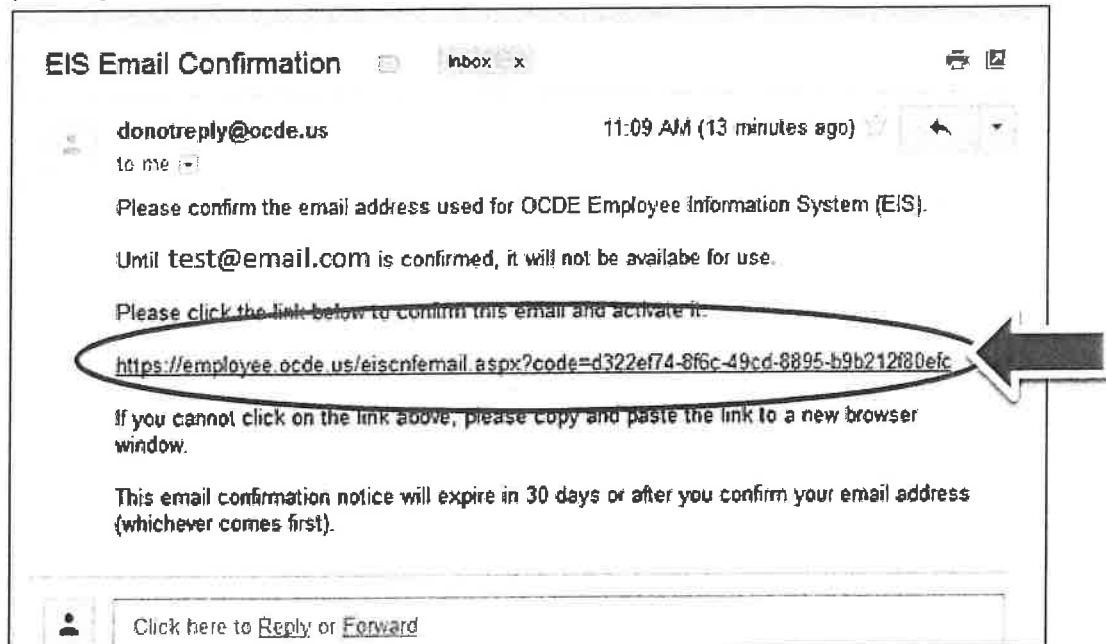 EIS Email Confirmation Inbox x
donotreply@ocde.us 11:09 AM (13 minutes ago)
to me
Please confirm the email address used for OCDE Employee Information System (EIS).
Until test@email.com is confirmed, it will not be availabe for use.
Please click the link below to confirm this email and activate it:
https://employee.ocde.us/eiscnfemail.aspx?code=d322ef74-8f6c-49cd-8895-b9b212f80efc
If you cannot click on the link above, please copy and paste the link to a new browser
window.
This email confirmation notice will expire in 30 days or after you confirm your email address
(whichever comes first).
Click here to Reply or Forward